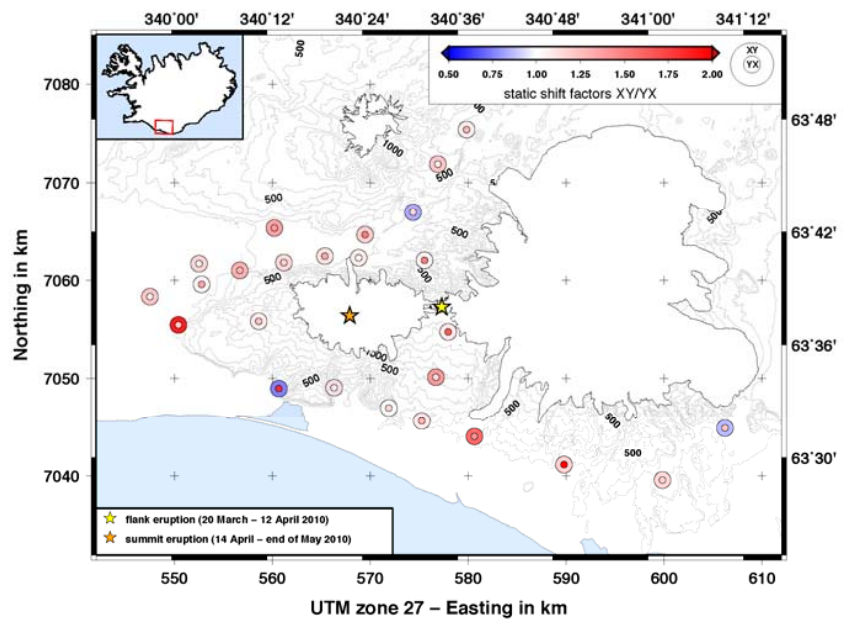 340˚00' 340˚12' 340˚24' 340˚36' 340˚48' 341˚00' 341˚12'
500
XY
YX
0.50 0.75 1.00 1.25 1.50 1.75 2.00
static shift factors XY/YX
7080
63˚48'
1000
500
7070
500
500
63˚42'
500
7060
500
500
63˚36'
500
7050
500
500
500
500
63˚30'
7040
flank eruption (20 March – 12 April 2010)
summit eruption (14 April – end of May 2010)
550 560 570 580 590 600 610
UTM zone 27 – Easting in km
Northing in km